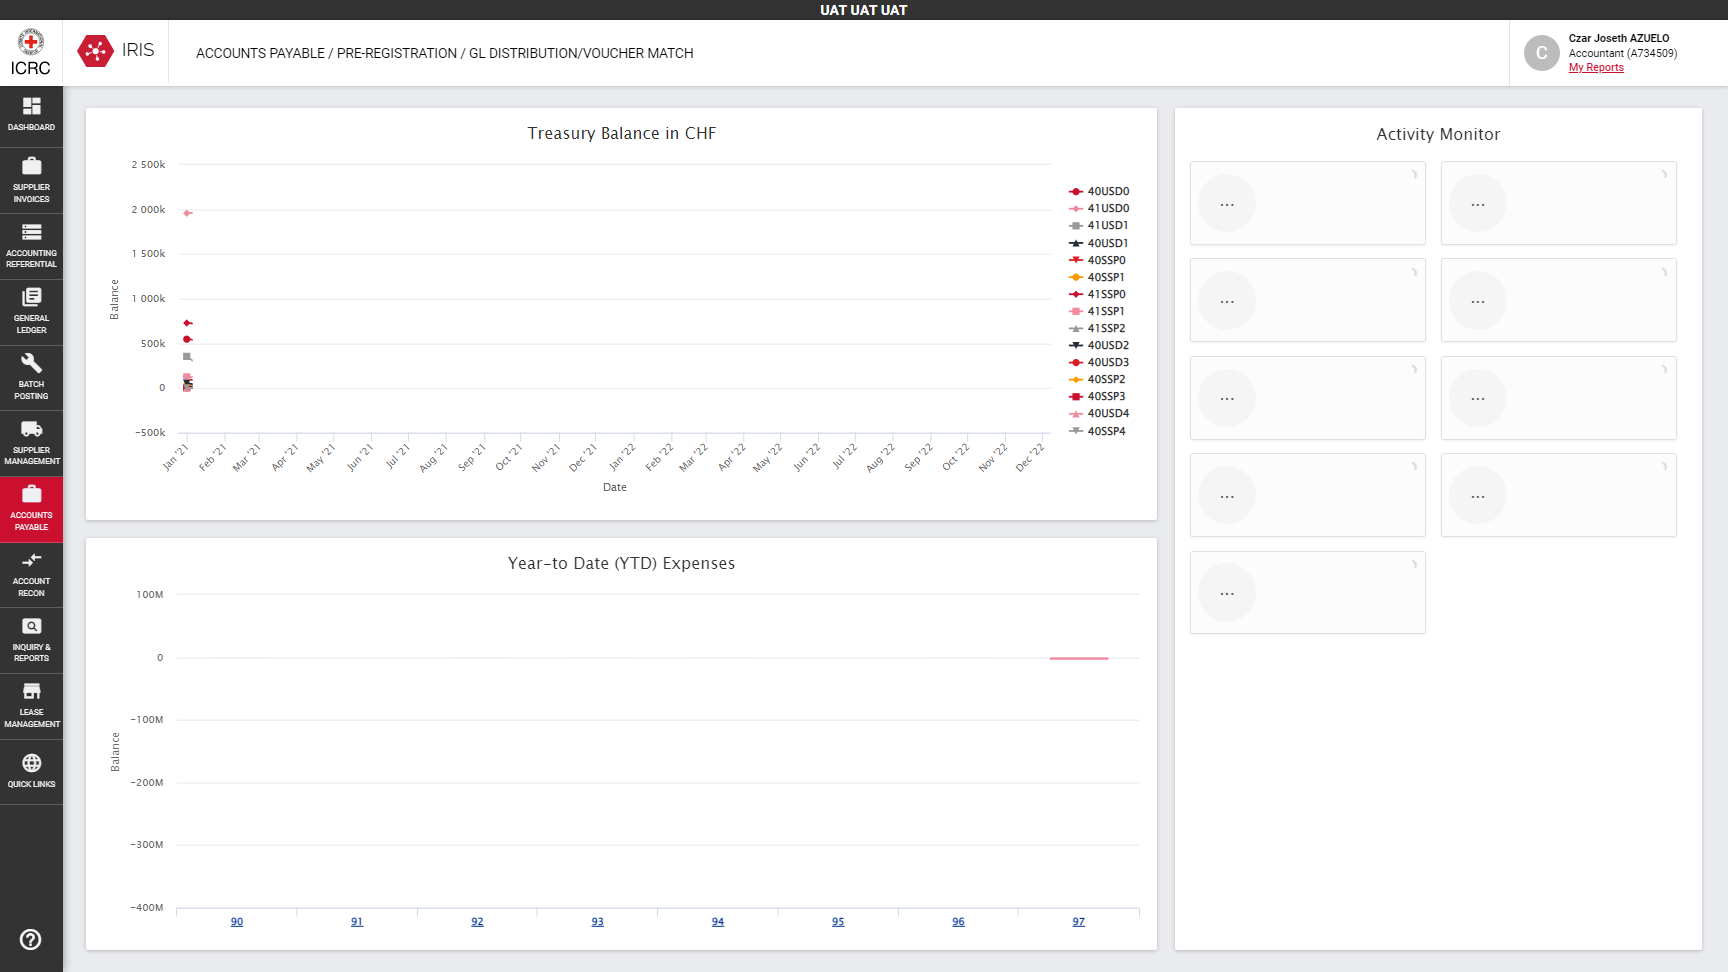 UAT UAT UAT
ICRC
IRIS
ACCOUNTS PAYABLE / PRE-REGISTRATION / GL DISTRIBUTION/VOUCHER MATCH
C
Czar Joseth AZUELO
Accountant (A734509)
My Reports
DASHBOARD
SUPPLIER
INVOICES
ACCOUNTING
REFERENTIAL
GENERAL
LEDGER
BATCH
POSTING
SUPPLIER
MANAGEMENT
ACCOUNTS
PAYABLE
ACCOUNT
RECON
INQUIRY &
REPORTS
LEASE
MANAGEMENT
QUICK LINKS
Treasury Balance in CHF
2 500k
2 000k
1 500k
1 000k
500k
0
-500k
Balance
Jan '21
Feb '21
Mar '21
Apr '21
May '21
Jun '21
Jul '21
Aug '21
Sep '21
Oct '21
Nov '21
Dec '21
Jan '22
Feb '22
Mar '22
Apr '22
May '22
Jun '22
Jul '22
Aug '22
Sep '22
Oct '22
Nov '22
Dec '22
Date
40USD0
41USD0
41USD1
40USD1
40SSP0
40SSP1
41SSP0
41SSP1
41SSP2
40USD2
40USD3
40SSP2
40SSP3
40USD4
40SSP4
Year-to Date (YTD) Expenses
100M
0
-100M
-200M
-300M
-400M
Balance
90
91
92
93
94
95
96
97
Activity Monitor
...
...
...
...
...
...
...
...
...